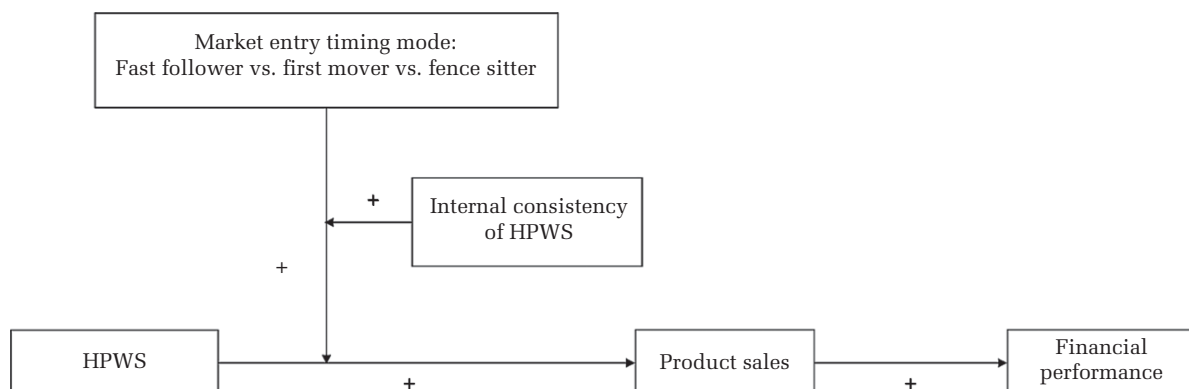 Market entry timing mode:
Fast follower vs. first mover vs. fence sitter
+
Internal consistency
of HPWS
+
HPWS
+
Product sales
+
Financial
performance